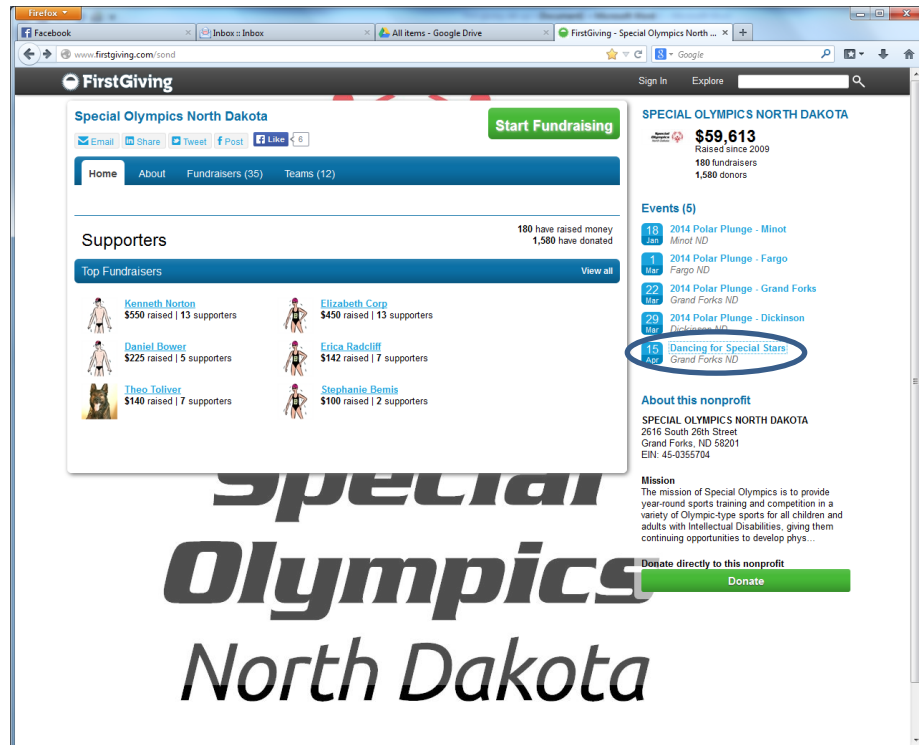 Firefox
Facebook
Inbox :: Inbox
All items - Google Drive
FirstGiving - Special Olympics North ...
www.firstgiving.com/sond
Google
FirstGiving
Sign In Explore
Special Olympics North Dakota
Start Fundraising
Email Share Tweet Post Like 6
Home About Fundraisers (35) Teams (12)
Supporters
180 have raised money
1,580 have donated
Top Fundraisers View all
Kenneth Norton
$550 raised | 13 supporters
Elizabeth Corp
$450 raised | 13 supporters
Daniel Bower
$225 raised | 5 supporters
Erica Radcliff
$142 raised | 7 supporters
Theo Toliver
$140 raised | 7 supporters
Stephanie Bemis
$100 raised | 2 supporters
SPECIAL OLYMPICS NORTH DAKOTA
$59,613
Raised since 2009
180 fundraisers
1,580 donors
Events (5)
18 Jan
2014 Polar Plunge - Minot
Minot ND
1 Mar
2014 Polar Plunge - Fargo
Fargo ND
22 Mar
2014 Polar Plunge - Grand Forks
Grand Forks ND
29 Mar
2014 Polar Plunge - Dickinson
Dickinson ND
15 Apr
Dancing for Special Stars
Grand Forks ND
About this nonprofit
SPECIAL OLYMPICS NORTH DAKOTA
2616 South 26th Street
Grand Forks, ND 58201
EIN: 45-0355704
Mission
The mission of Special Olympics is to provide
year-round sports training and competition in a
variety of Olympic-type sports for all children and
adults with Intellectual Disabilities, giving them
continuing opportunities to develop phys...
Donate directly to this nonprofit
Donate
Special
Olympics
North Dakota